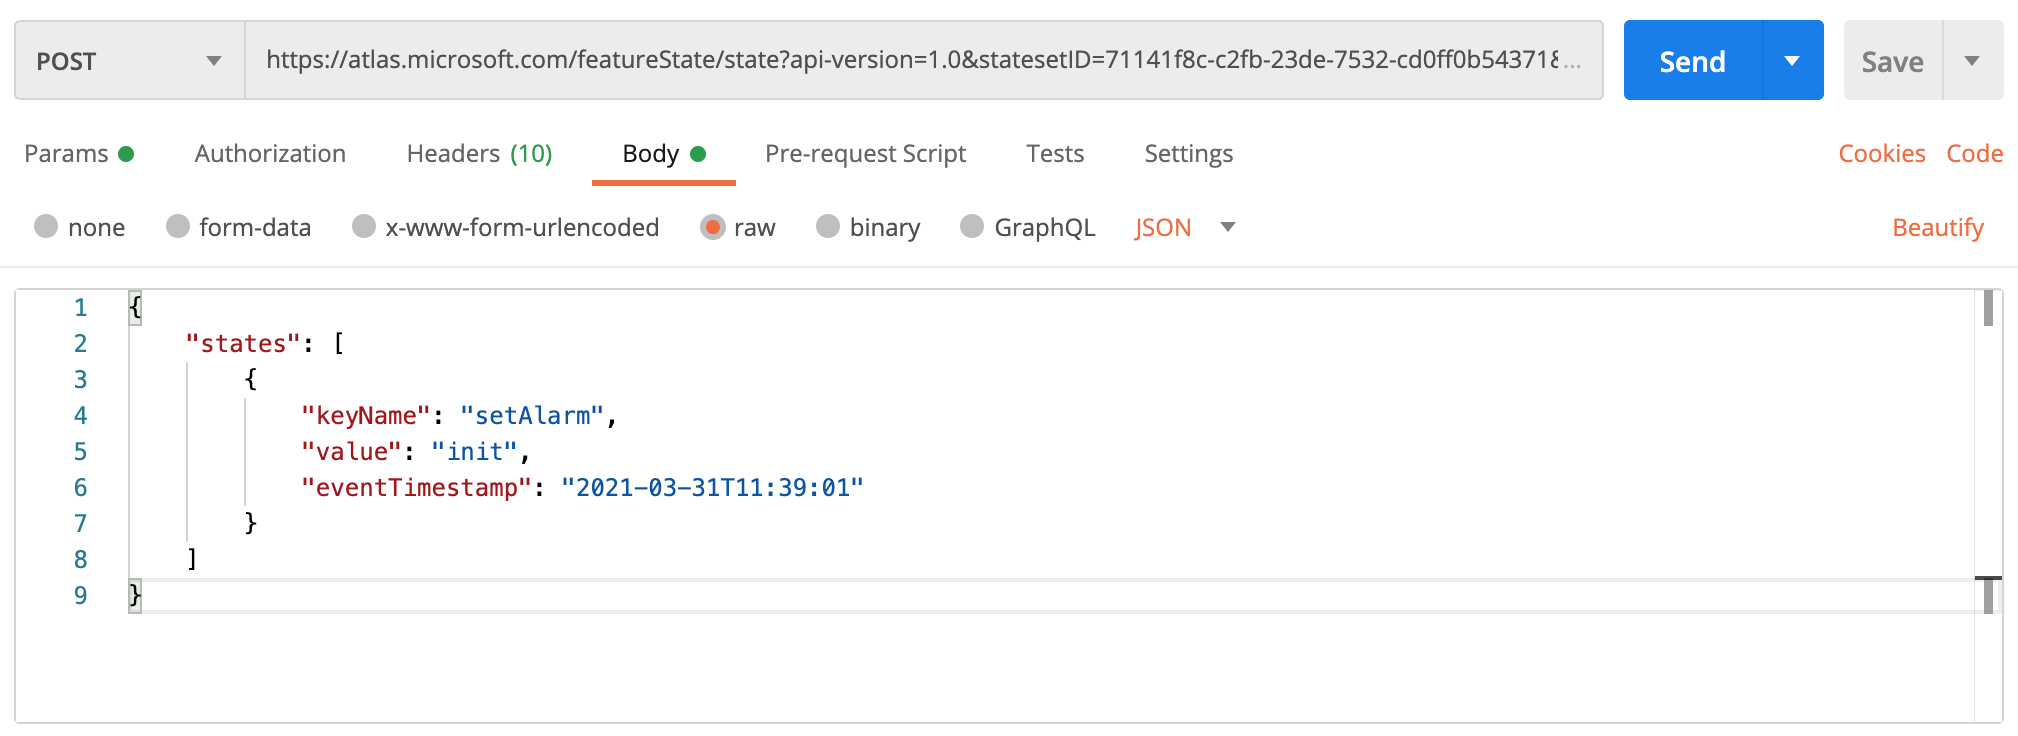 POST https://atlas.microsoft.com/featureState/state?api-version=1.0&statesetID=71141f8c-c2fb-23de-7532-cd0ff0b54371&... Send Save
Params Authorization Headers (10) Body Pre-request Script Tests Settings Cookies Code
none form-data x-www-form-urlencoded raw binary GraphQL JSON Beautify
1 {
2 "states": [
3 {
4 "keyName": "setAlarm",
5 "value": "init",
6 "eventTimestamp": "2021-03-31T11:39:01"
7 }
8 ]
9 }